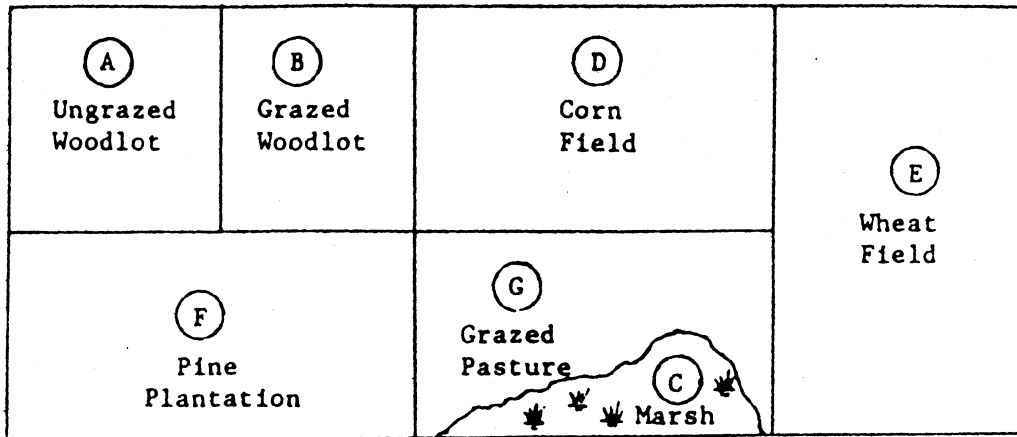 A
Ungrazed
Woodlot
B
Grazed
Woodlot
D
Corn
Field
E
Wheat
Field
F
Pine
Plantation
G
Grazed
Pasture
C
Marsh